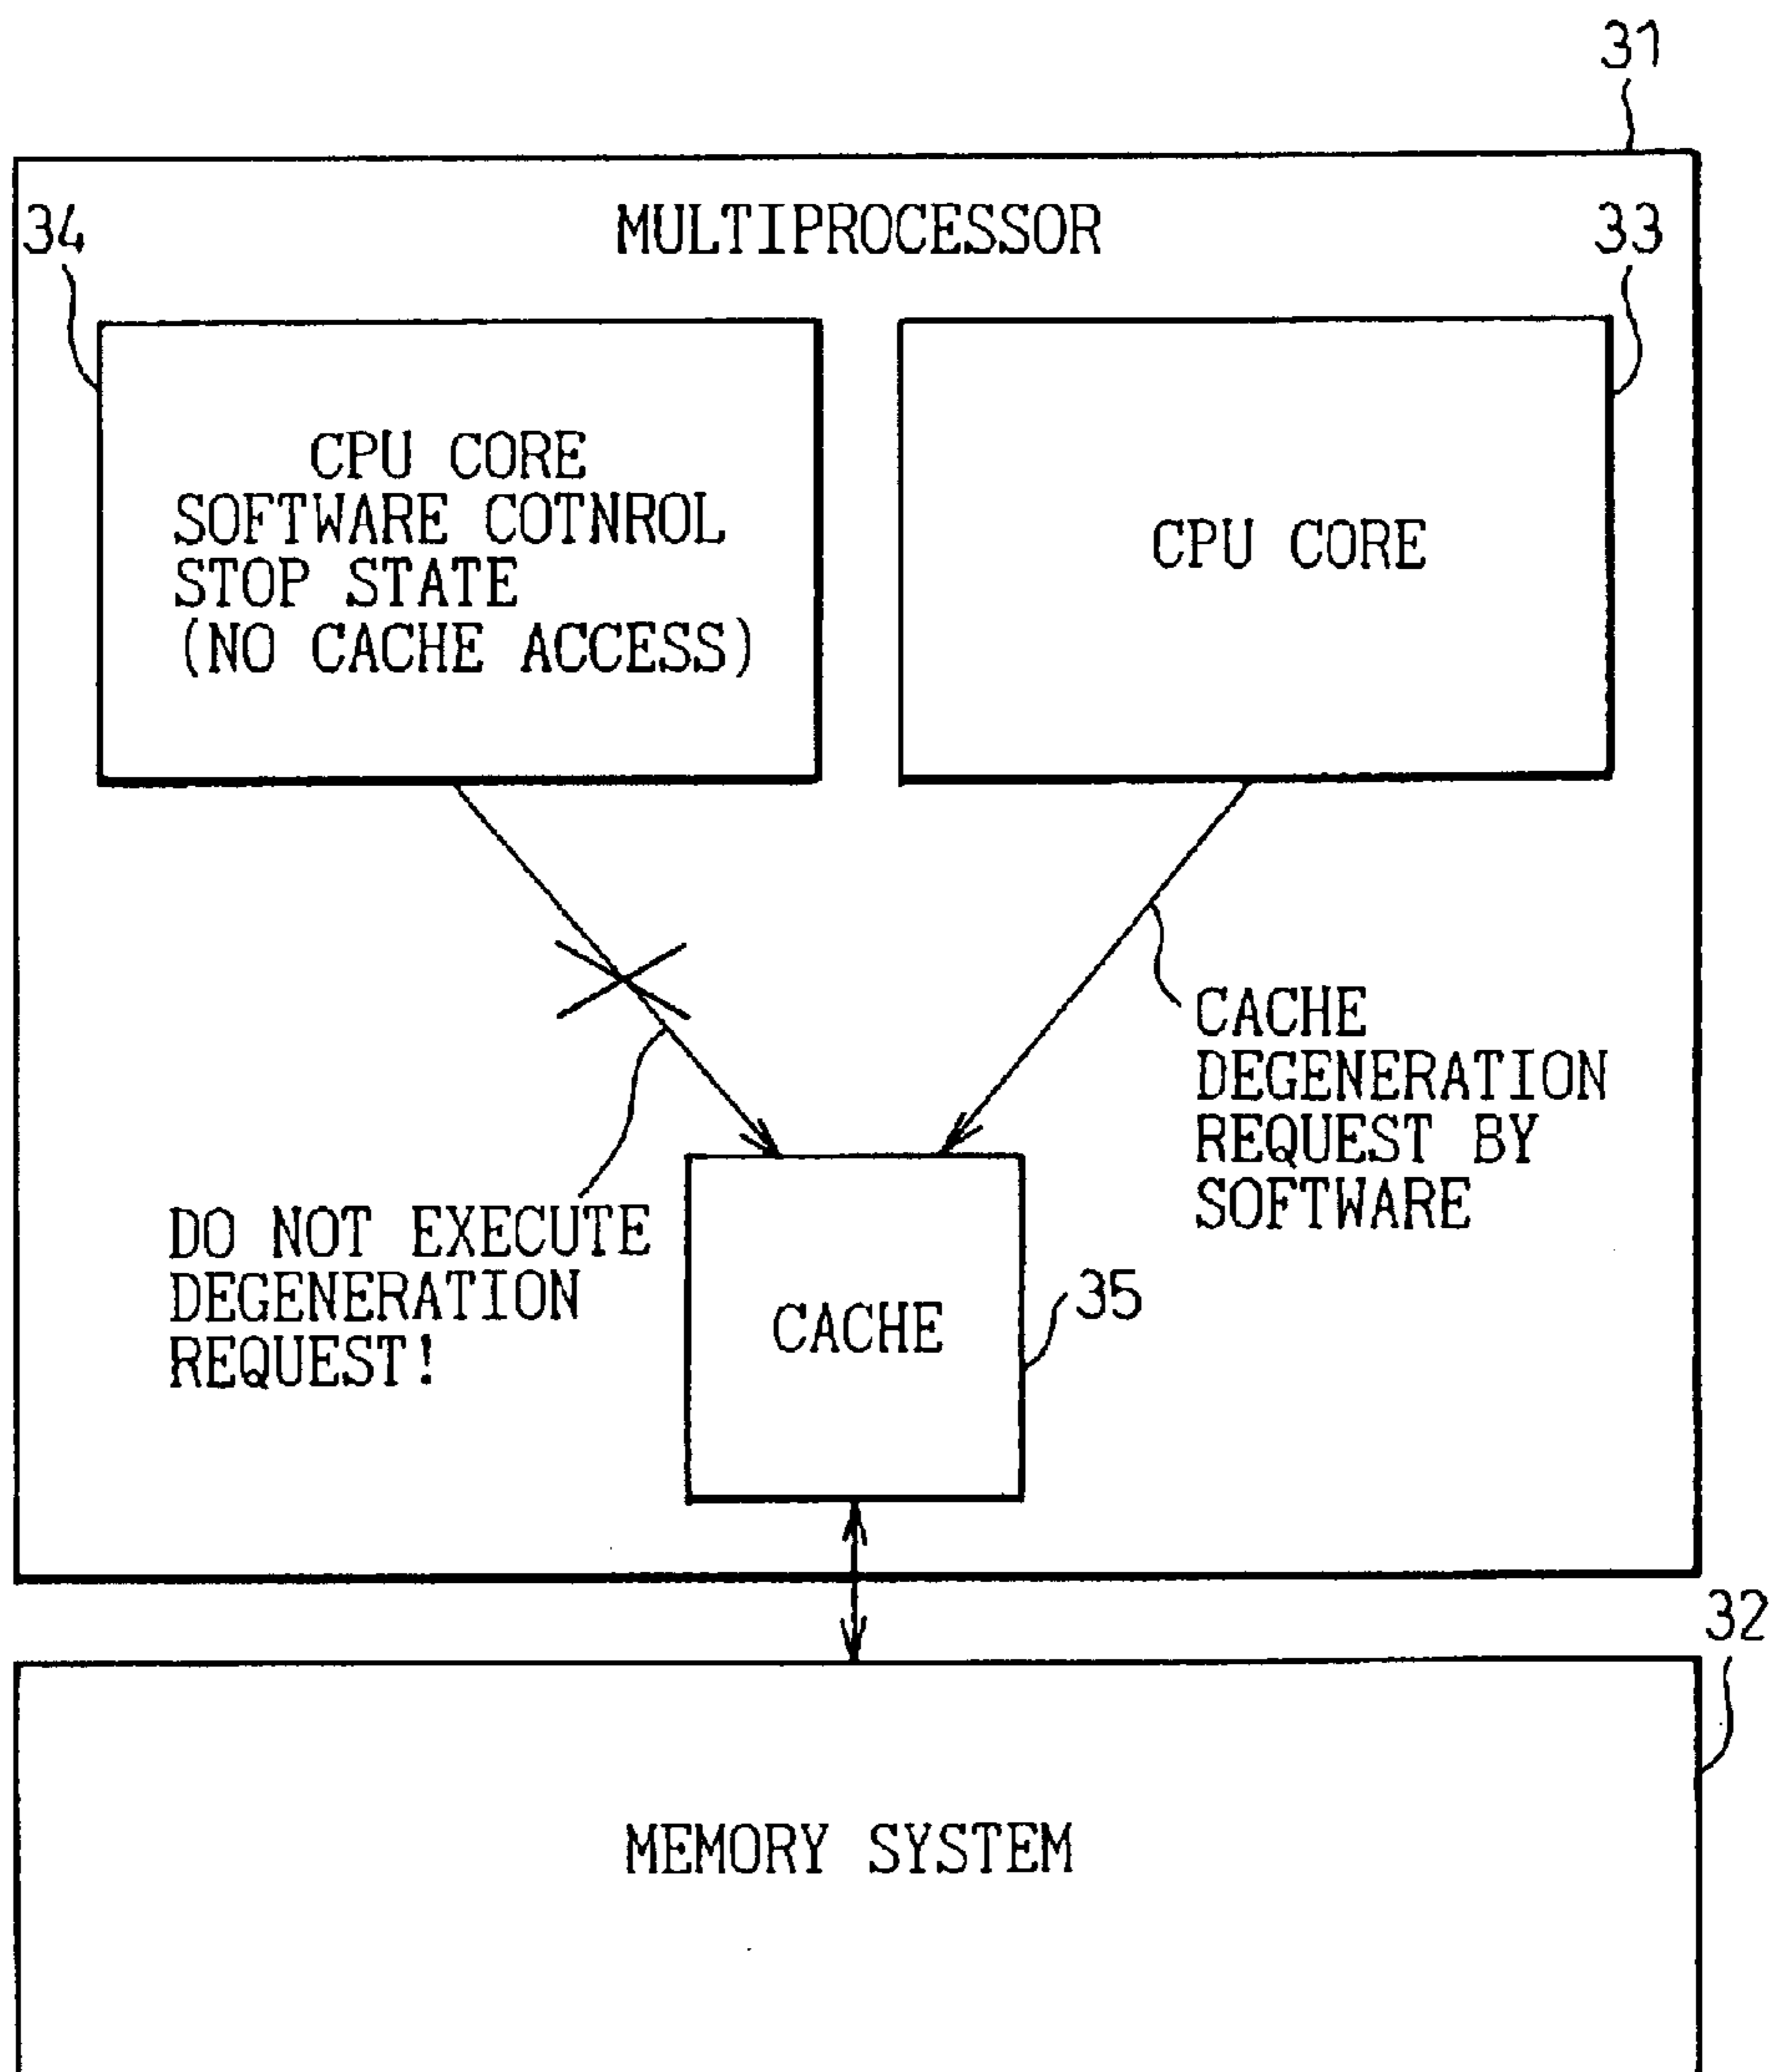 31
MULTIPROCESSOR
34
33
CPU CORE
SOFTWARE COTNROL
STOP STATE
(NO CACHE ACCESS)
CPU CORE
CACHE
DEGENERATION
REQUEST BY
SOFTWARE
DO NOT EXECUTE
DEGENERATION
REQUEST!
CACHE
35
32
MEMORY SYSTEM